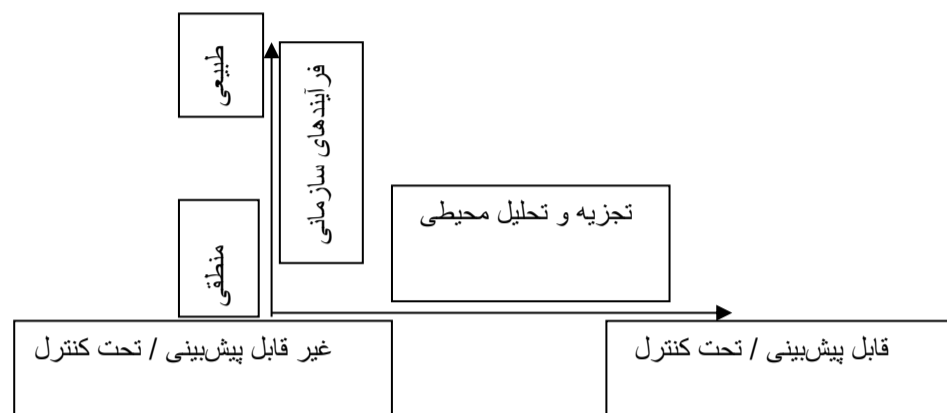 طبیعی
فرآیندهای سازمانی
تجزیه و تحلیل محیطی
منطقی
قابل پیش‌بینی / تحت کنترل
غیر قابل پیش‌بینی / تحت کنترل